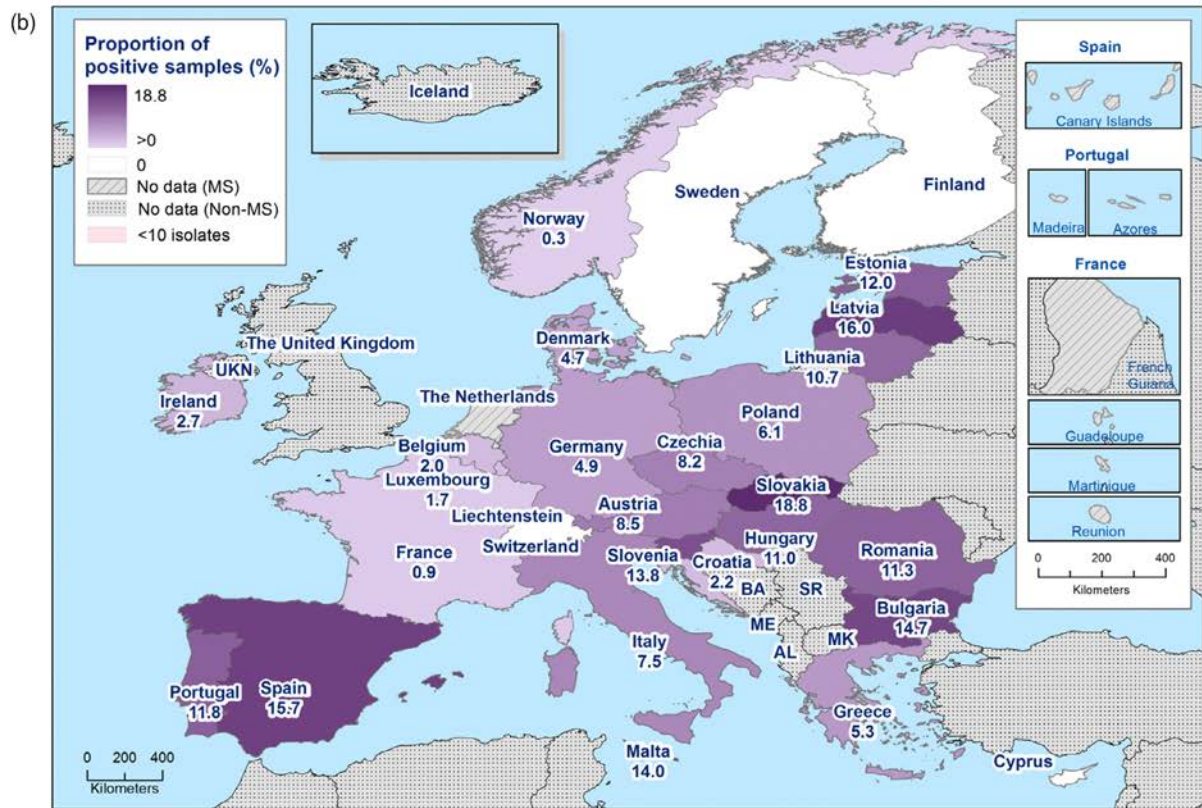 (b)
Proportion of
positive samples (%)
18.8
>0
0
No data (MS)
No data (Non-MS)
<10 isolates
Iceland
Norway
0.3
Sweden
Finland
Estonia
12.0
Latvia
16.0
Lithuania
10.7
Denmark
4.7
The United Kingdom
UKN
Ireland
2.7
The Netherlands
Belgium
2.0
Luxembourg
1.7
Germany
4.9
Poland
6.1
Czechia
8.2
Slovakia
18.8
Austria
8.5
Liechtenstein
Switzerland
France
0.9
Slovenia
13.8
Croatia
2.2
Hungary
11.0
Romania
11.3
BA
SR
Bulgaria
14.7
ME
MK
AL
Italy
7.5
Portugal
11.8
Spain
15.7
Greece
5.3
Malta
14.0
Cyprus
0 200 400
Kilometers
Spain
Canary Islands
Portugal
Madeira
Azores
France
French
Guiana
Guadeloupe
Martinique
Reunion
0 200 400
Kilometers